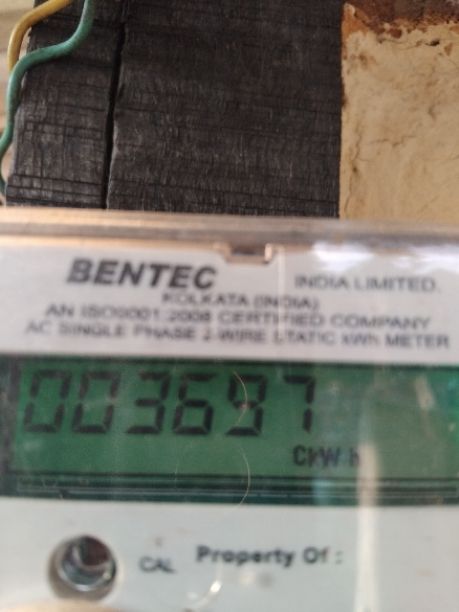 BENTEC INDIA LIMITED.
KOLKATA (INDIA)
AN ISO9001:2008 CERTIFIED COMPANY
AC SINGLE PHASE 2-WIRE STATIC kWh METER
003697
CkWh
CAL Property Of :